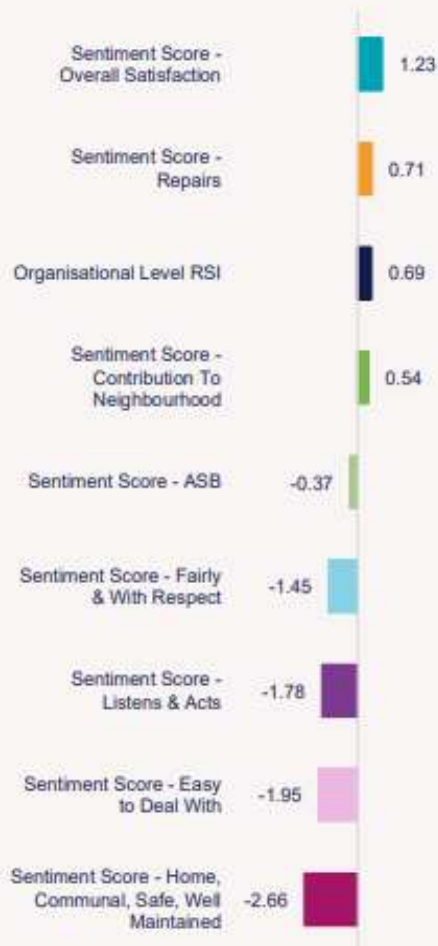 Sentiment Score -
Overall Satisfaction
1.23
Sentiment Score -
Repairs
0.71
Organisational Level RSI
0.69
Sentiment Score -
Contribution To
Neighbourhood
0.54
Sentiment Score - ASB
-0.37
Sentiment Score - Fairly
& With Respect
-1.45
Sentiment Score -
Listens & Acts
-1.78
Sentiment Score - Easy
to Deal With
-1.95
Sentiment Score - Home,
Communal, Safe, Well
Maintained
-2.66